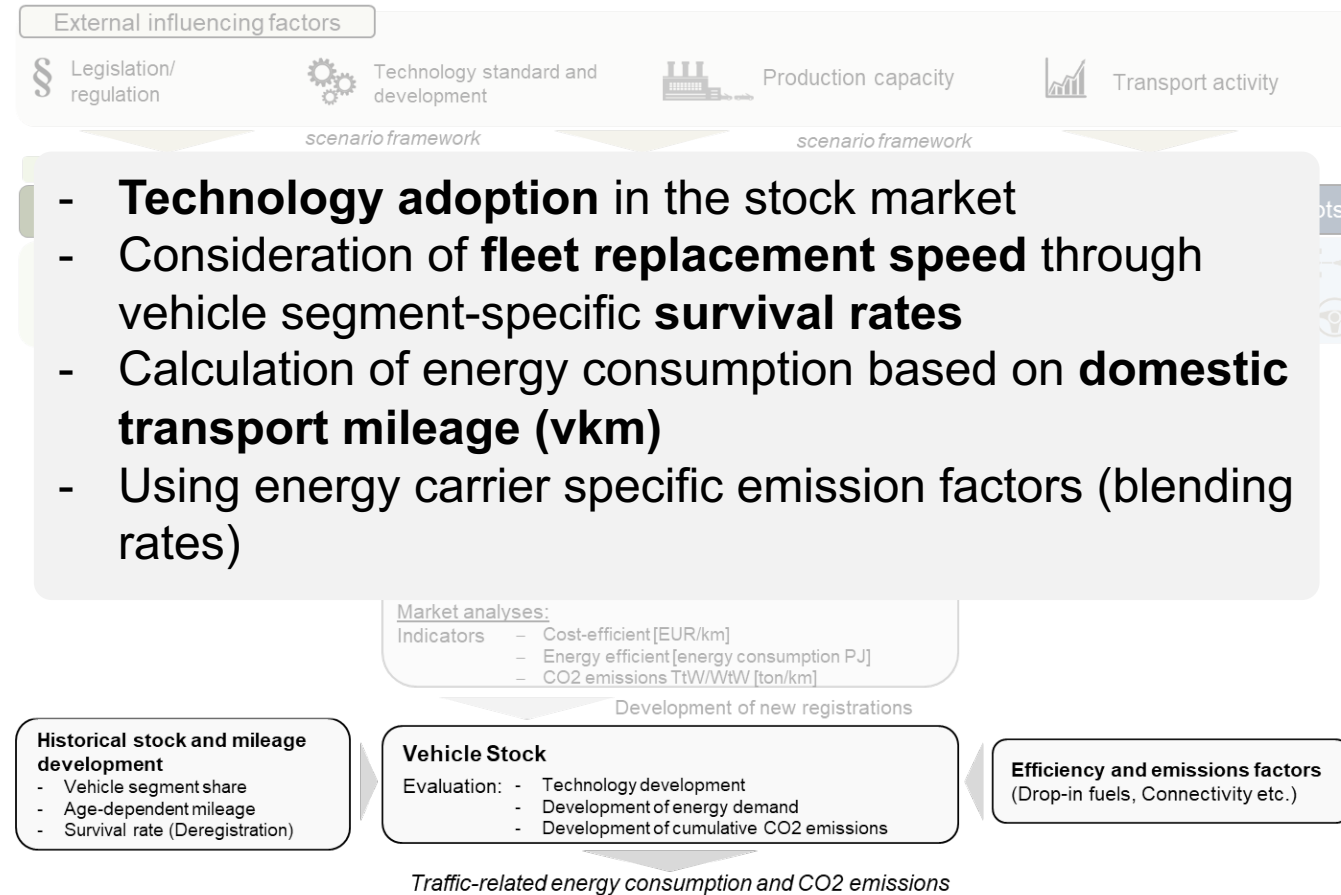 External influencing factors
§ Legislation/
regulation
Technology standard and
development
Production capacity
Transport activity
scenario framework
scenario framework
- Technology adoption in the stock market
- Consideration of fleet replacement speed through
vehicle segment-specific survival rates
- Calculation of energy consumption based on domestic
transport mileage (vkm)
- Using energy carrier specific emission factors (blending
rates)
Market analyses:
Indicators – Cost-efficient [EUR/km]
– Energy efficient [energy consumption PJ]
– CO2 emissions TtW/WtW [ton/km]
Development of new registrations
Historical stock and mileage
development
- Vehicle segment share
- Age-dependent mileage
- Survival rate (Deregistration)
Vehicle Stock
Evaluation: - Technology development
- Development of energy demand
- Development of cumulative CO2 emissions
Efficiency and emissions factors
(Drop-in fuels, Connectivity etc.)
Traffic-related energy consumption and CO2 emissions